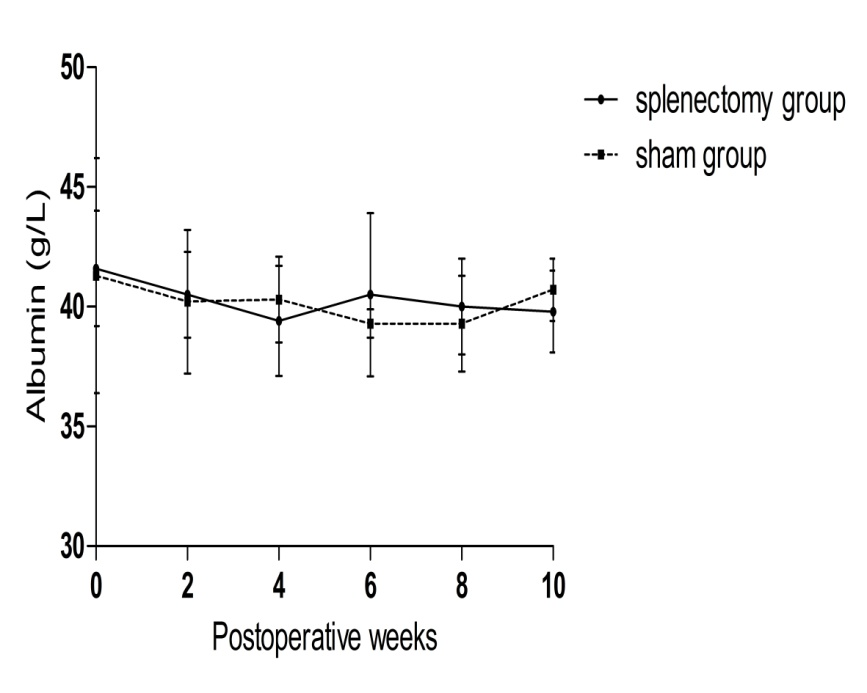 50
45
40
35
30
Albumin (g/L)
0 2 4 6 8 10
Postoperative weeks
splenectomy group
sham group